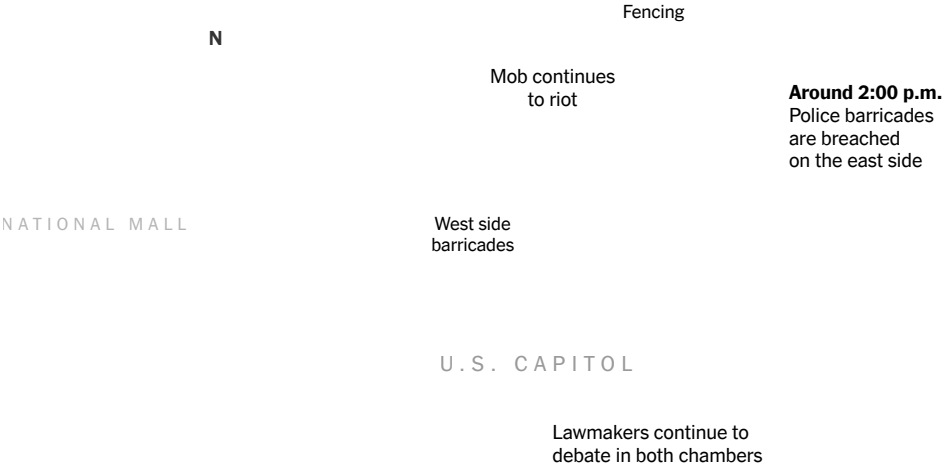 Fencing
N
Mob continues
to riot
Around 2:00 p.m.
Police barricades
are breached
on the east side
NATIONAL MALL
West side
barricades
U.S. CAPITOL
Lawmakers continue to
debate in both chambers